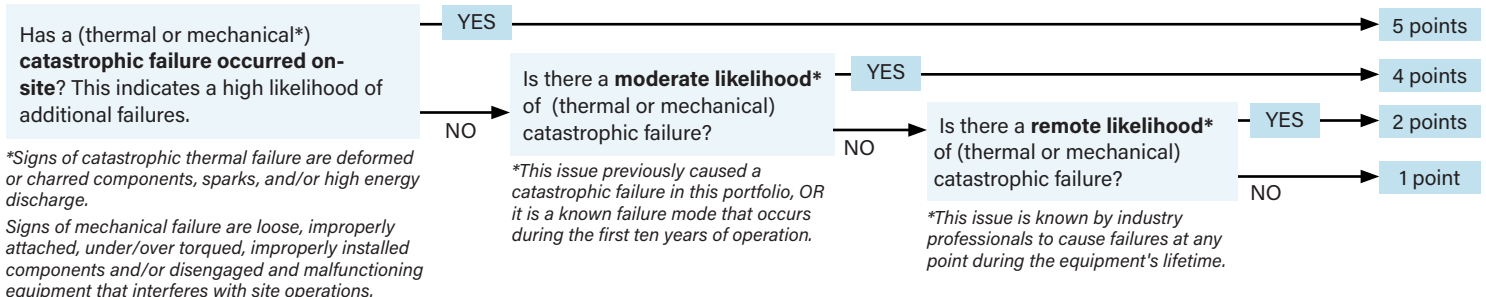 Has a (thermal or mechanical*)
catastrophic failure occurred on-
site? This indicates a high likelihood of
additional failures.
*Signs of catastrophic thermal failure are deformed
or charred components, sparks, and/or high energy
discharge.
Signs of mechanical failure are loose, improperly
attached, under/over torqued, improperly installed
components and/or disengaged and malfunctioning
equipment that interferes with site operations.
YES
5 points
NO
Is there a moderate likelihood*
of (thermal or mechanical)
catastrophic failure?
*This issue previously caused a
catastrophic failure in this portfolio, OR
it is a known failure mode that occurs
during the first ten years of operation.
YES
4 points
NO
Is there a remote likelihood*
of (thermal or mechanical)
catastrophic failure?
*This issue is known by industry
professionals to cause failures at any
point during the equipment's lifetime.
YES
2 points
NO
1 point